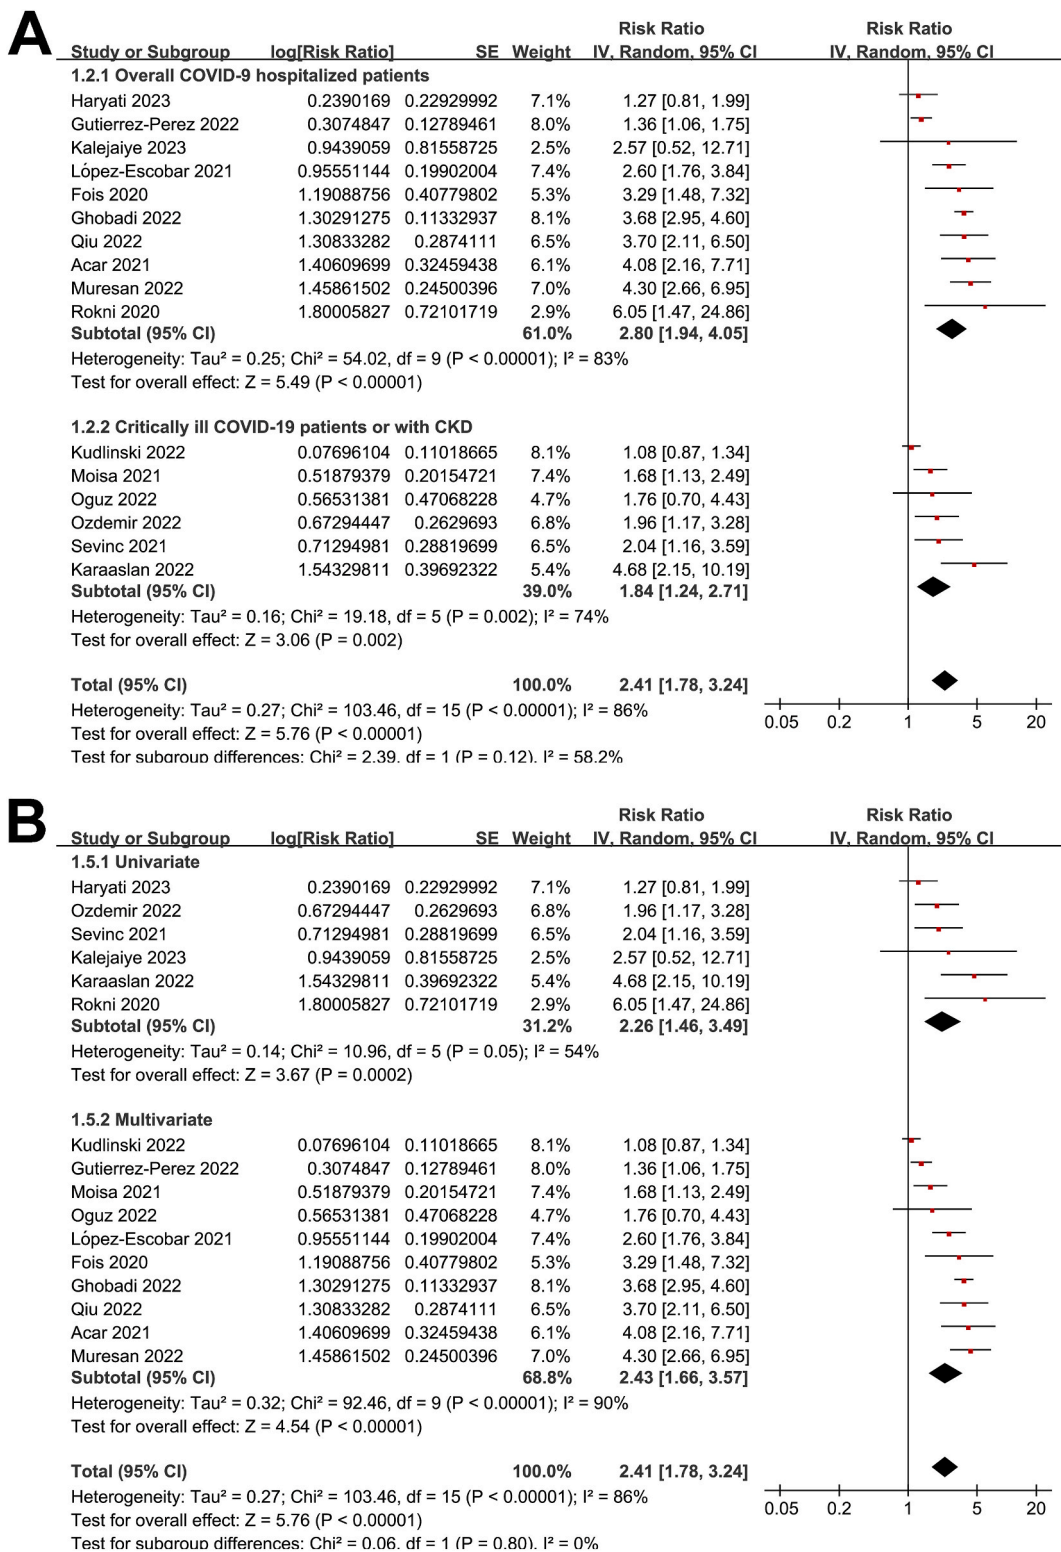 A
Risk Ratio Risk Ratio
Study or Subgroup log[Risk Ratio] SE Weight IV, Random, 95% CI IV, Random, 95% CI
1.2.1 Overall COVID-9 hospitalized patients
Haryati 2023 0.2390169 0.22929992 7.1% 1.27 [0.81, 1.99]
Gutierrez-Perez 2022 0.3074847 0.12789461 8.0% 1.36 [1.06, 1.75]
Kalejaiye 2023 0.9439059 0.81558725 2.5% 2.57 [0.52, 12.71]
López-Escobar 2021 0.95551144 0.19902004 7.4% 2.60 [1.76, 3.84]
Fois 2020 1.19088756 0.40779802 5.3% 3.29 [1.48, 7.32]
Ghobadi 2022 1.30291275 0.11332937 8.1% 3.68 [2.95, 4.60]
Qiu 2022 1.30833282 0.2874111 6.5% 3.70 [2.11, 6.50]
Acar 2021 1.40609699 0.32459438 6.1% 4.08 [2.16, 7.71]
Muresan 2022 1.45861502 0.24500396 7.0% 4.30 [2.66, 6.95]
Rokni 2020 1.80005827 0.72101719 2.9% 6.05 [1.47, 24.86]
Subtotal (95% CI) 61.0% 2.80 [1.94, 4.05]
Heterogeneity: Tau² = 0.25; Chi² = 54.02, df = 9 (P < 0.00001); I² = 83%
Test for overall effect: Z = 5.49 (P < 0.00001)
1.2.2 Critically ill COVID-19 patients or with CKD
Kudlinski 2022 0.07696104 0.11018665 8.1% 1.08 [0.87, 1.34]
Moisa 2021 0.51879379 0.20154721 7.4% 1.68 [1.13, 2.49]
Oguz 2022 0.56531381 0.47068228 4.7% 1.76 [0.70, 4.43]
Ozdemir 2022 0.67294447 0.2629693 6.8% 1.96 [1.17, 3.28]
Sevinc 2021 0.71294981 0.28819699 6.5% 2.04 [1.16, 3.59]
Karaaslan 2022 1.54329811 0.39692322 5.4% 4.68 [2.15, 10.19]
Subtotal (95% CI) 39.0% 1.84 [1.24, 2.71]
Heterogeneity: Tau² = 0.16; Chi² = 19.18, df = 5 (P = 0.002); I² = 74%
Test for overall effect: Z = 3.06 (P = 0.002)
Total (95% CI) 100.0% 2.41 [1.78, 3.24]
Heterogeneity: Tau² = 0.27; Chi² = 103.46, df = 15 (P < 0.00001); I² = 86%
0.05 0.2 1 5 20
Test for overall effect: Z = 5.76 (P < 0.00001)
Test for subgroup differences: Chi² = 2.39, df = 1 (P = 0.12), I² = 58.2%
B
Risk Ratio Risk Ratio
Study or Subgroup log[Risk Ratio] SE Weight IV, Random, 95% CI IV, Random, 95% CI
1.5.1 Univariate
Haryati 2023 0.2390169 0.22929992 7.1% 1.27 [0.81, 1.99]
Ozdemir 2022 0.67294447 0.2629693 6.8% 1.96 [1.17, 3.28]
Sevinc 2021 0.71294981 0.28819699 6.5% 2.04 [1.16, 3.59]
Kalejaiye 2023 0.9439059 0.81558725 2.5% 2.57 [0.52, 12.71]
Karaaslan 2022 1.54329811 0.39692322 5.4% 4.68 [2.15, 10.19]
Rokni 2020 1.80005827 0.72101719 2.9% 6.05 [1.47, 24.86]
Subtotal (95% CI) 31.2% 2.26 [1.46, 3.49]
Heterogeneity: Tau² = 0.14; Chi² = 10.96, df = 5 (P = 0.05); I² = 54%
Test for overall effect: Z = 3.67 (P = 0.0002)
1.5.2 Multivariate
Kudlinski 2022 0.07696104 0.11018665 8.1% 1.08 [0.87, 1.34]
Gutierrez-Perez 2022 0.3074847 0.12789461 8.0% 1.36 [1.06, 1.75]
Moisa 2021 0.51879379 0.20154721 7.4% 1.68 [1.13, 2.49]
Oguz 2022 0.56531381 0.47068228 4.7% 1.76 [0.70, 4.43]
López-Escobar 2021 0.95551144 0.19902004 7.4% 2.60 [1.76, 3.84]
Fois 2020 1.19088756 0.40779802 5.3% 3.29 [1.48, 7.32]
Ghobadi 2022 1.30291275 0.11332937 8.1% 3.68 [2.95, 4.60]
Qiu 2022 1.30833282 0.2874111 6.5% 3.70 [2.11, 6.50]
Acar 2021 1.40609699 0.32459438 6.1% 4.08 [2.16, 7.71]
Muresan 2022 1.45861502 0.24500396 7.0% 4.30 [2.66, 6.95]
Subtotal (95% CI) 68.8% 2.43 [1.66, 3.57]
Heterogeneity: Tau² = 0.32; Chi² = 92.46, df = 9 (P < 0.00001); I² = 90%
Test for overall effect: Z = 4.54 (P < 0.00001)
Total (95% CI) 100.0% 2.41 [1.78, 3.24]
Heterogeneity: Tau² = 0.27; Chi² = 103.46, df = 15 (P < 0.00001); I² = 86%
0.05 0.2 1 5 20
Test for overall effect: Z = 5.76 (P < 0.00001)
Test for subgroup differences: Chi² = 0.06, df = 1 (P = 0.80), I² = 0%